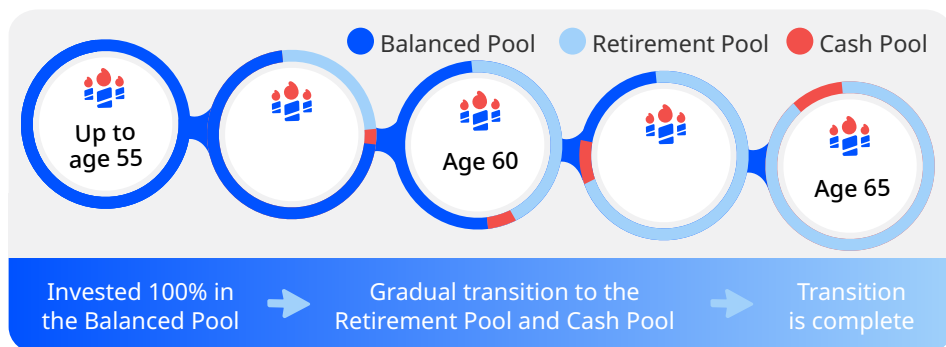 Balanced Pool
Retirement Pool
Cash Pool
Up to
age 55
Age 60
Age 65
Invested 100% in
the Balanced Pool
Gradual transition to the
Retirement Pool and Cash Pool
Transition
is complete